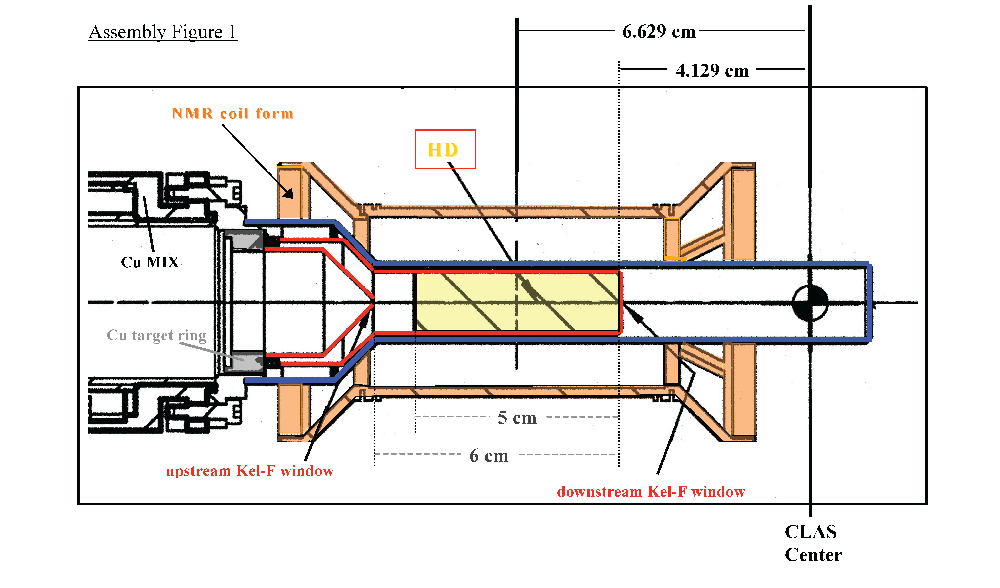 Assembly Figure 1
6.629 cm
4.129 cm
NMR coil form
HD
Cu MIX
Cu target ring
5 cm
6 cm
upstream Kel-F window
downstream Kel-F window
CLAS
Center